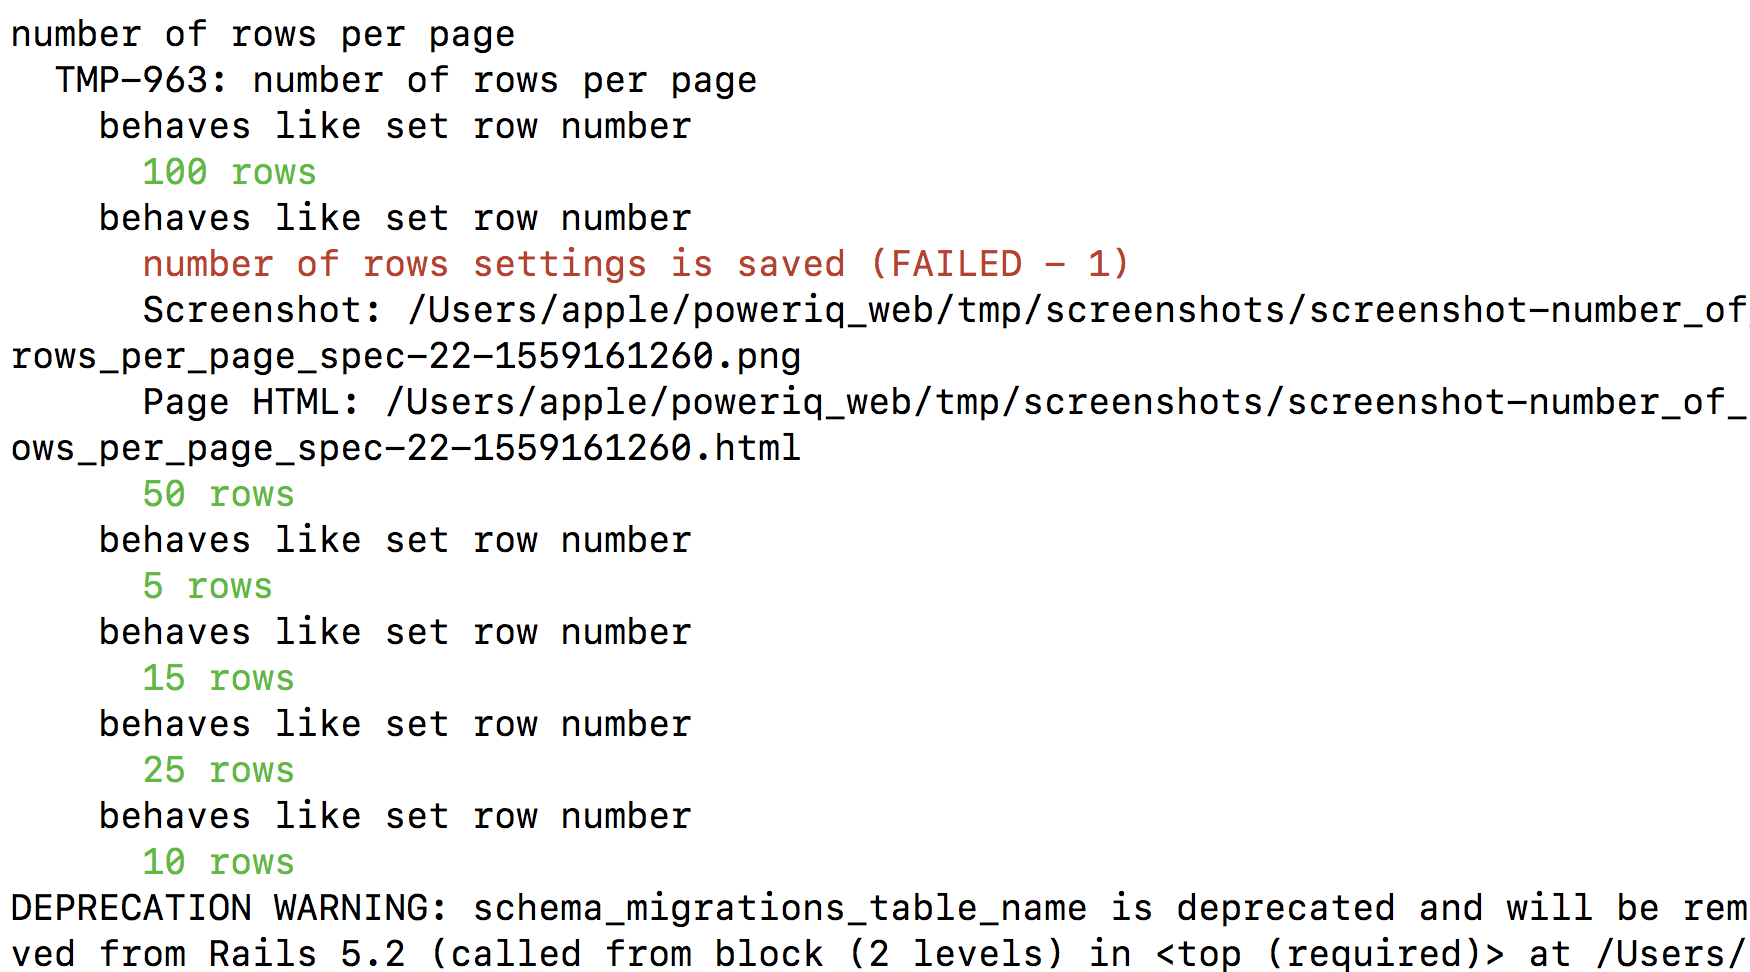 number of rows per page
TMP-963: number of rows per page
behaves like set row number
100 rows
behaves like set row number
number of rows settings is saved (FAILED - 1)
Screenshot: /Users/apple/poweriq_web/tmp/screenshots/screenshot-number_of_
rows_per_page_spec-22-1559161260.png
Page HTML: /Users/apple/poweriq_web/tmp/screenshots/screenshot-number_of_
ows_per_page_spec-22-1559161260.html
50 rows
behaves like set row number
5 rows
behaves like set row number
15 rows
behaves like set row number
25 rows
behaves like set row number
10 rows
DEPRECATION WARNING: schema_migrations_table_name is deprecated and will be rem
ved from Rails 5.2 (called from block (2 levels) in <top (required)> at /Users/